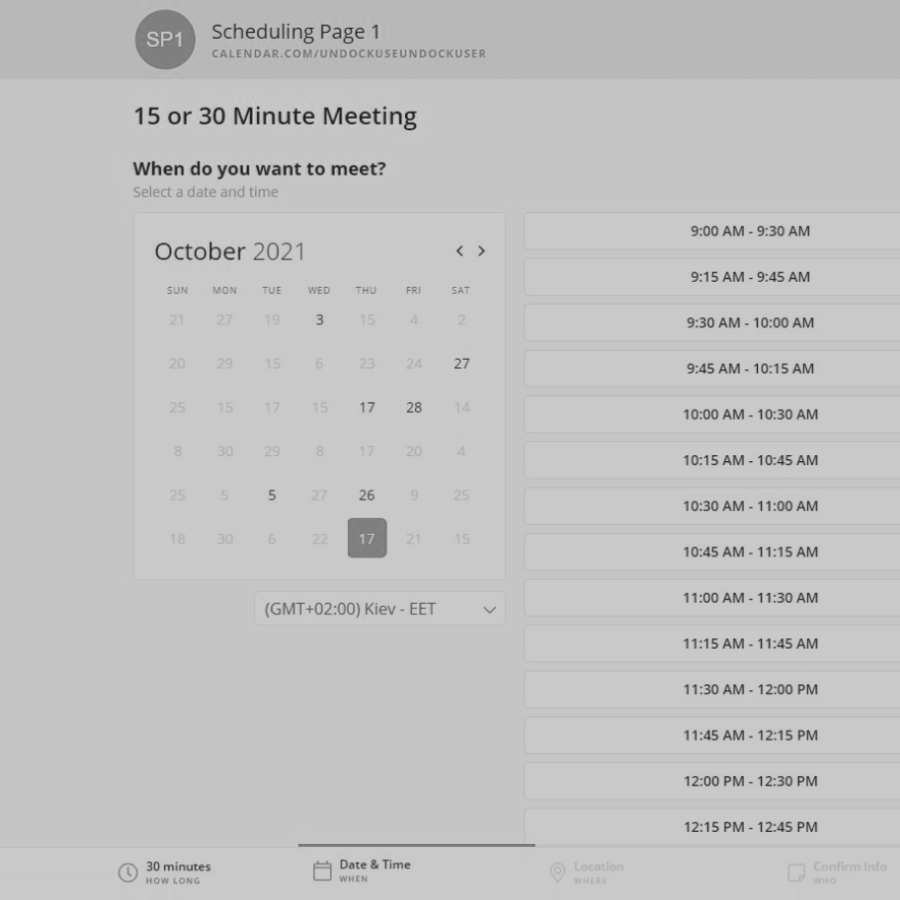 SP1
Scheduling Page 1
CALENDAR.COM/UNDOCKUSEUNDOCKUSER
15 or 30 Minute Meeting
When do you want to meet?
Select a date and time
October 2021
SUN MON TUE WED THU FRI SAT
21 27 19 3 15 4 2
20 29 15 6 23 24 27
25 15 17 15 17 28 14
8 30 29 8 17 20 4
25 5 5 27 26 9 25
18 30 6 22 17 21 15
(GMT+02:00) Kiev - EET
9:00 AM - 9:30 AM
9:15 AM - 9:45 AM
9:30 AM - 10:00 AM
9:45 AM - 10:15 AM
10:00 AM - 10:30 AM
10:15 AM - 10:45 AM
10:30 AM - 11:00 AM
10:45 AM - 11:15 AM
11:00 AM - 11:30 AM
11:15 AM - 11:45 AM
11:30 AM - 12:00 PM
11:45 AM - 12:15 PM
12:00 PM - 12:30 PM
12:15 PM - 12:45 PM
30 minutes
HOW LONG
Date & Time
WHEN
Location
WHERE
Confirm Info
WHO